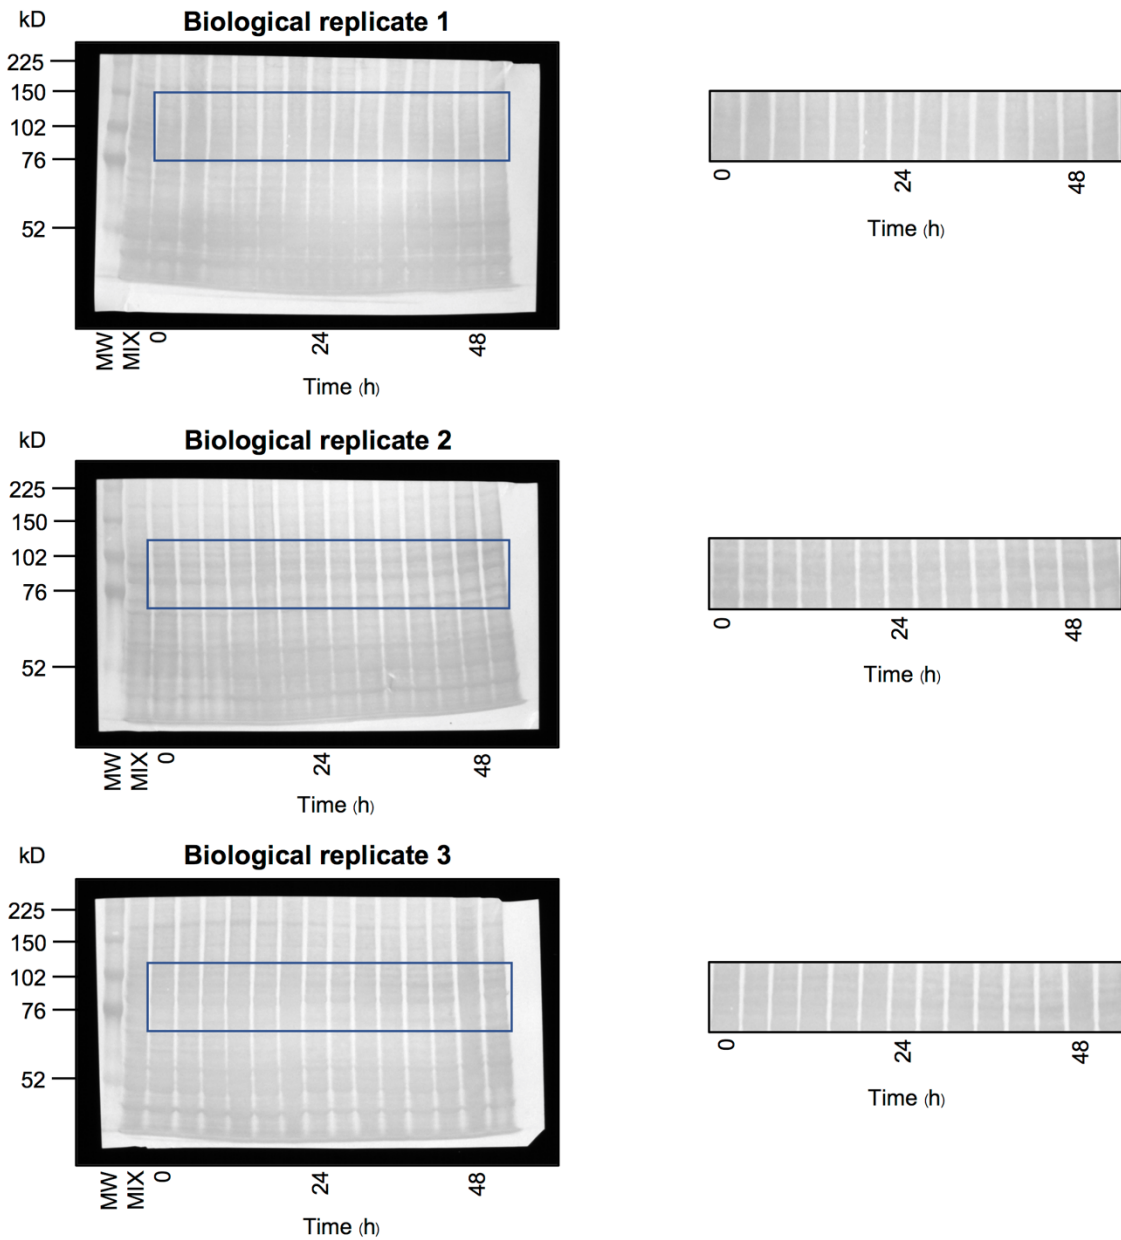 kD
Biological replicate 1
225
150
102
76
52
MW
MIX
0
24
48
Time (h)
0
24
48
Time (h)
kD
Biological replicate 2
225
150
102
76
52
MW
MIX
0
24
48
Time (h)
0
24
48
Time (h)
kD
Biological replicate 3
225
150
102
76
52
MW
MIX
0
24
48
Time (h)
0
24
48
Time (h)